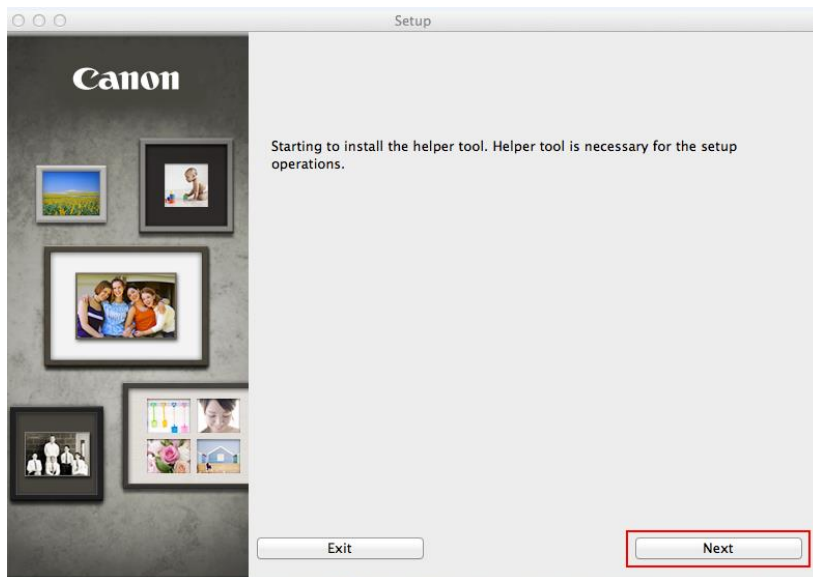 Setup
Canon
Starting to install the helper tool. Helper tool is necessary for the setup
operations.
Exit
Next